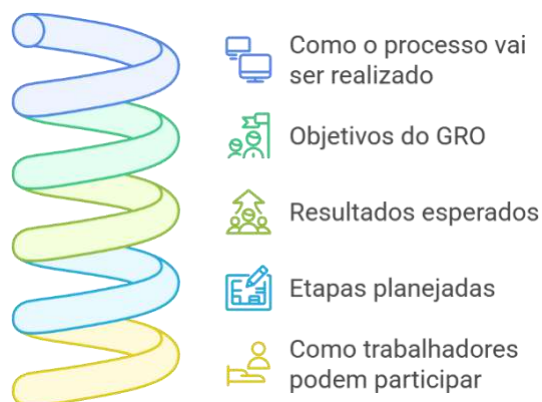 Como o processo vai
ser realizado
Objetivos do GRO
Resultados esperados
Etapas planejadas
Como trabalhadores
podem participar